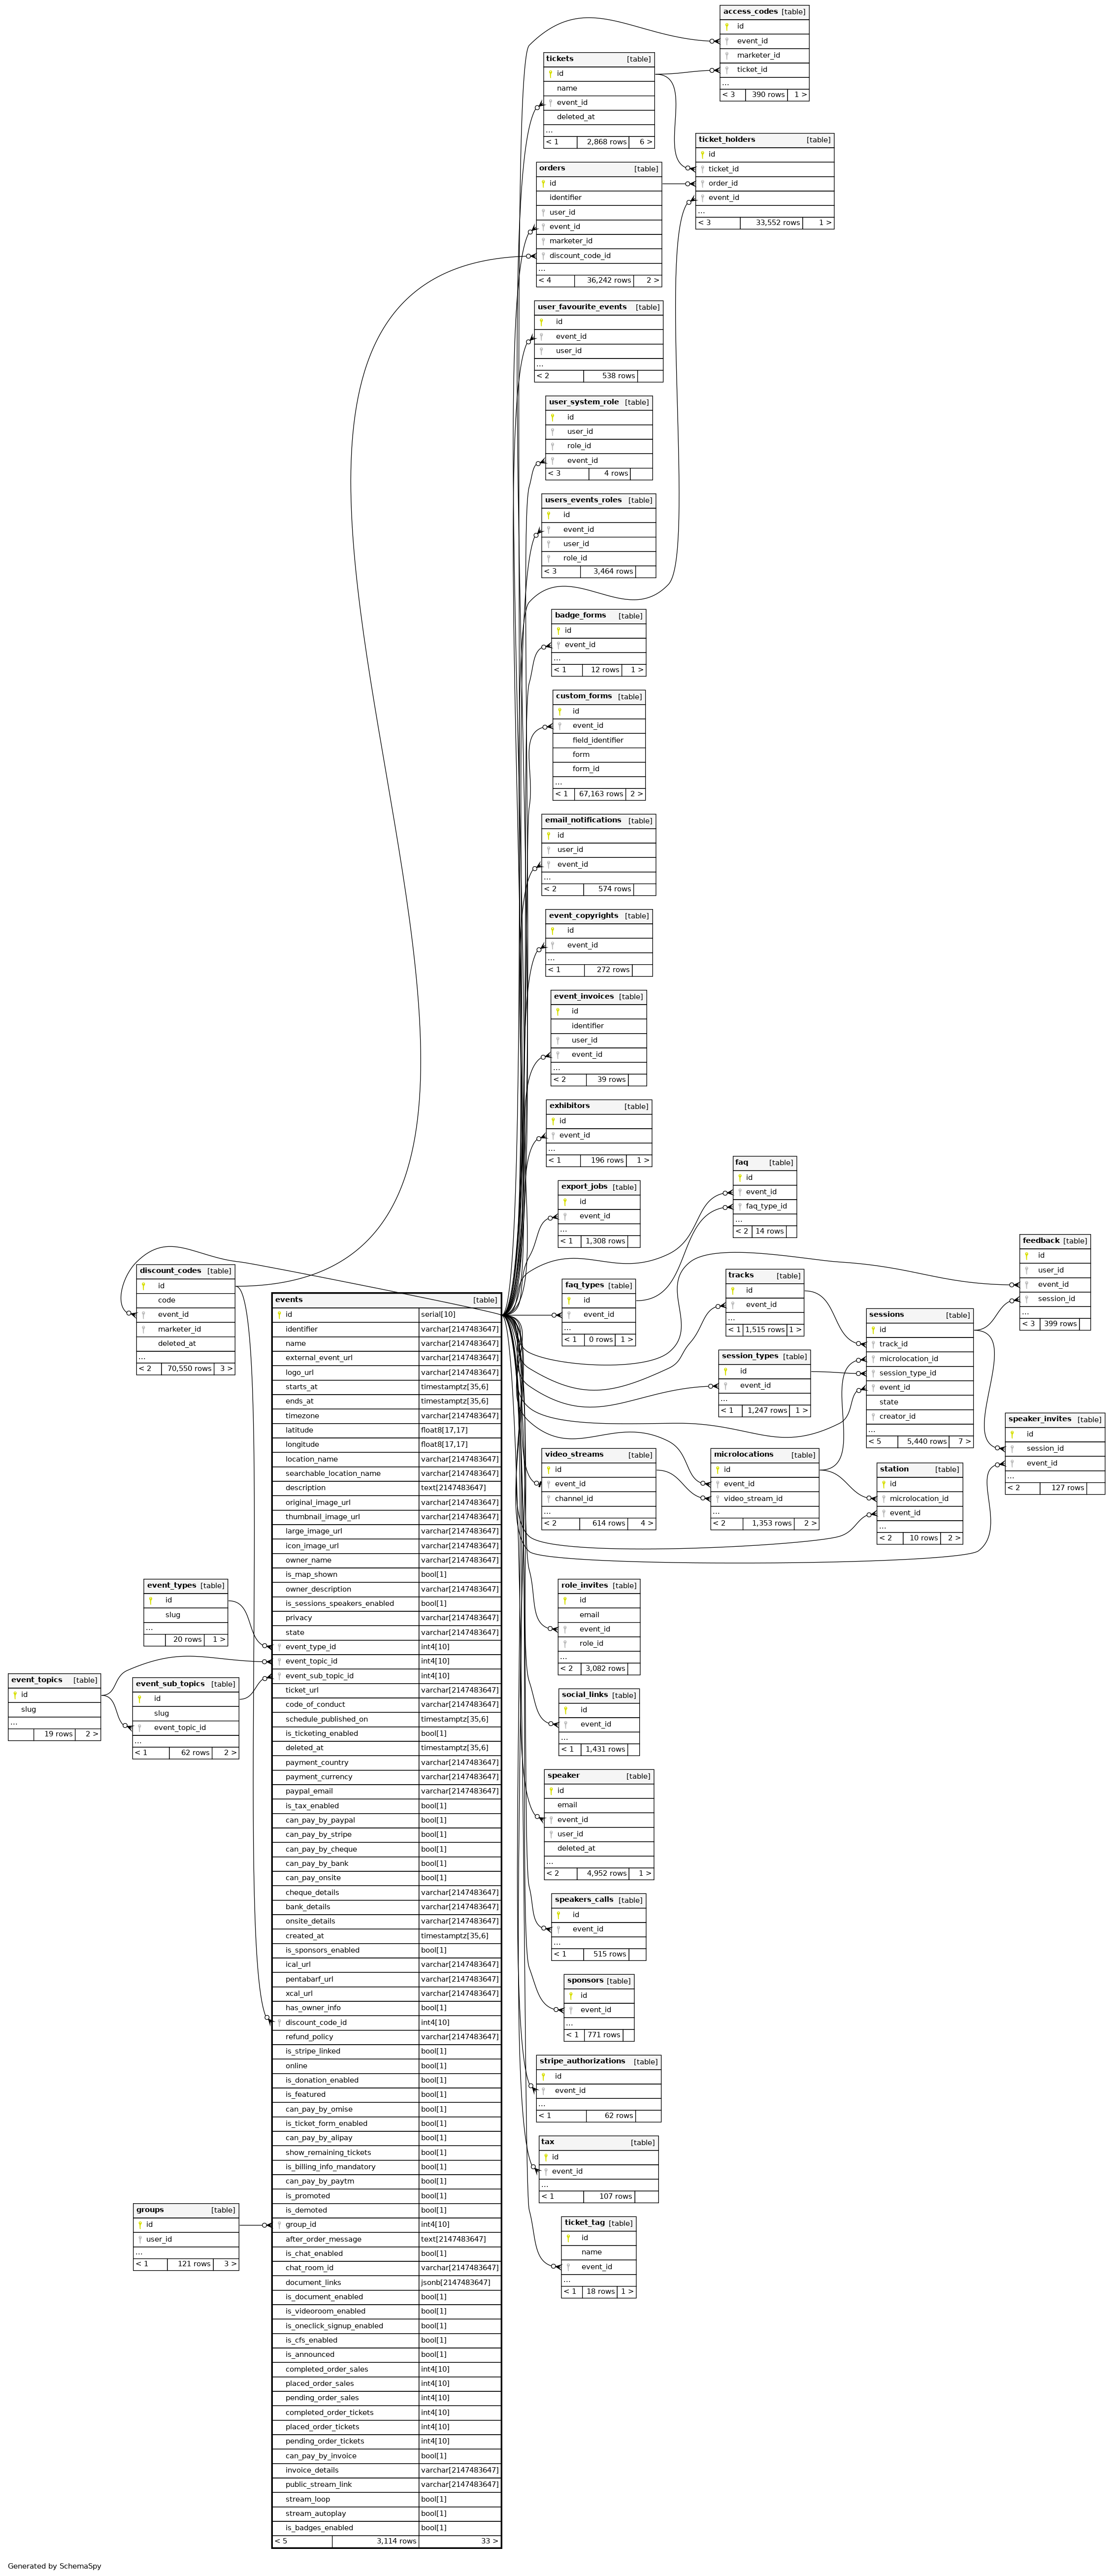 access_codes [table]
id
event_id
marketer_id
ticket_id
...
< 3 390 rows 1 >
tickets [table]
id
name
event_id
deleted_at
...
< 1 2,868 rows 6 >
ticket_holders [table]
id
ticket_id
order_id
event_id
...
< 3 33,552 rows 1 >
orders [table]
id
identifier
user_id
event_id
marketer_id
discount_code_id
...
< 4 36,242 rows 2 >
user_favourite_events [table]
id
event_id
user_id
...
< 2 538 rows
user_system_role [table]
id
user_id
role_id
event_id
< 3 4 rows
users_events_roles [table]
id
event_id
user_id
role_id
< 3 3,464 rows
badge_forms [table]
id
event_id
...
< 1 12 rows 1 >
custom_forms [table]
id
event_id
field_identifier
form
form_id
...
< 1 67,163 rows 2 >
email_notifications [table]
id
user_id
event_id
...
< 2 574 rows
event_copyrights [table]
id
event_id
...
< 1 272 rows
event_invoices [table]
id
identifier
user_id
event_id
...
< 2 39 rows
exhibitors [table]
id
event_id
...
< 1 196 rows 1 >
export_jobs [table]
id
event_id
...
< 1 1,308 rows
faq [table]
id
event_id
faq_type_id
...
< 2 14 rows
faq_types [table]
id
event_id
...
< 1 0 rows 1 >
tracks [table]
id
event_id
...
< 1 1,515 rows 1 >
session_types [table]
id
event_id
...
< 1 1,247 rows 1 >
sessions [table]
id
track_id
microlocation_id
session_type_id
event_id
state
creator_id
...
< 5 5,440 rows 7 >
feedback [table]
id
user_id
event_id
session_id
...
< 3 399 rows
speaker_invites [table]
id
session_id
event_id
...
< 2 127 rows
video_streams [table]
id
event_id
channel_id
...
< 2 614 rows 4 >
microlocations [table]
id
event_id
video_stream_id
...
< 2 1,353 rows 2 >
station [table]
id
microlocation_id
event_id
...
< 2 10 rows 2 >
discount_codes [table]
id
code
event_id
marketer_id
deleted_at
...
< 2 70,550 rows 3 >
event_types [table]
id
slug
...
20 rows 1 >
event_topics [table]
id
slug
...
19 rows 2 >
event_sub_topics [table]
id
slug
event_topic_id
...
< 1 62 rows 2 >
groups [table]
id
user_id
...
< 1 121 rows 3 >
events [table]
id serial[10]
identifier varchar[2147483647]
name varchar[2147483647]
external_event_url varchar[2147483647]
logo_url varchar[2147483647]
starts_at timestamptz[35,6]
ends_at timestamptz[35,6]
timezone varchar[2147483647]
latitude float8[17,17]
longitude float8[17,17]
location_name varchar[2147483647]
searchable_location_name varchar[2147483647]
description text[2147483647]
original_image_url varchar[2147483647]
thumbnail_image_url varchar[2147483647]
large_image_url varchar[2147483647]
icon_image_url varchar[2147483647]
owner_name varchar[2147483647]
is_map_shown bool[1]
owner_description varchar[2147483647]
is_sessions_speakers_enabled bool[1]
privacy varchar[2147483647]
state varchar[2147483647]
event_type_id int4[10]
event_topic_id int4[10]
event_sub_topic_id int4[10]
ticket_url varchar[2147483647]
code_of_conduct varchar[2147483647]
schedule_published_on timestamptz[35,6]
is_ticketing_enabled bool[1]
deleted_at timestamptz[35,6]
payment_country varchar[2147483647]
payment_currency varchar[2147483647]
paypal_email varchar[2147483647]
is_tax_enabled bool[1]
can_pay_by_paypal bool[1]
can_pay_by_stripe bool[1]
can_pay_by_cheque bool[1]
can_pay_by_bank bool[1]
can_pay_onsite bool[1]
cheque_details varchar[2147483647]
bank_details varchar[2147483647]
onsite_details varchar[2147483647]
created_at timestamptz[35,6]
is_sponsors_enabled bool[1]
ical_url varchar[2147483647]
pentabarf_url varchar[2147483647]
xcal_url varchar[2147483647]
has_owner_info bool[1]
discount_code_id int4[10]
refund_policy varchar[2147483647]
is_stripe_linked bool[1]
online bool[1]
is_donation_enabled bool[1]
is_featured bool[1]
can_pay_by_omise bool[1]
is_ticket_form_enabled bool[1]
can_pay_by_alipay bool[1]
show_remaining_tickets bool[1]
is_billing_info_mandatory bool[1]
can_pay_by_paytm bool[1]
is_promoted bool[1]
is_demoted bool[1]
group_id int4[10]
after_order_message text[2147483647]
is_chat_enabled bool[1]
chat_room_id varchar[2147483647]
document_links jsonb[2147483647]
is_document_enabled bool[1]
is_videoroom_enabled bool[1]
is_oneclick_signup_enabled bool[1]
is_cfs_enabled bool[1]
is_announced bool[1]
completed_order_sales int4[10]
placed_order_sales int4[10]
pending_order_sales int4[10]
completed_order_tickets int4[10]
placed_order_tickets int4[10]
pending_order_tickets int4[10]
can_pay_by_invoice bool[1]
invoice_details varchar[2147483647]
public_stream_link varchar[2147483647]
stream_loop bool[1]
stream_autoplay bool[1]
is_badges_enabled bool[1]
< 5 3,114 rows 33 >
role_invites [table]
id
email
event_id
role_id
...
< 2 3,082 rows
social_links [table]
id
event_id
...
< 1 1,431 rows
speaker [table]
id
email
event_id
user_id
deleted_at
...
< 2 4,952 rows 1 >
speakers_calls [table]
id
event_id
...
< 1 515 rows
sponsors [table]
id
event_id
...
< 1 771 rows
stripe_authorizations [table]
id
event_id
...
< 1 62 rows
tax [table]
id
event_id
...
< 1 107 rows
ticket_tag [table]
id
name
event_id
...
< 1 18 rows 1 >
Generated by SchemaSpy